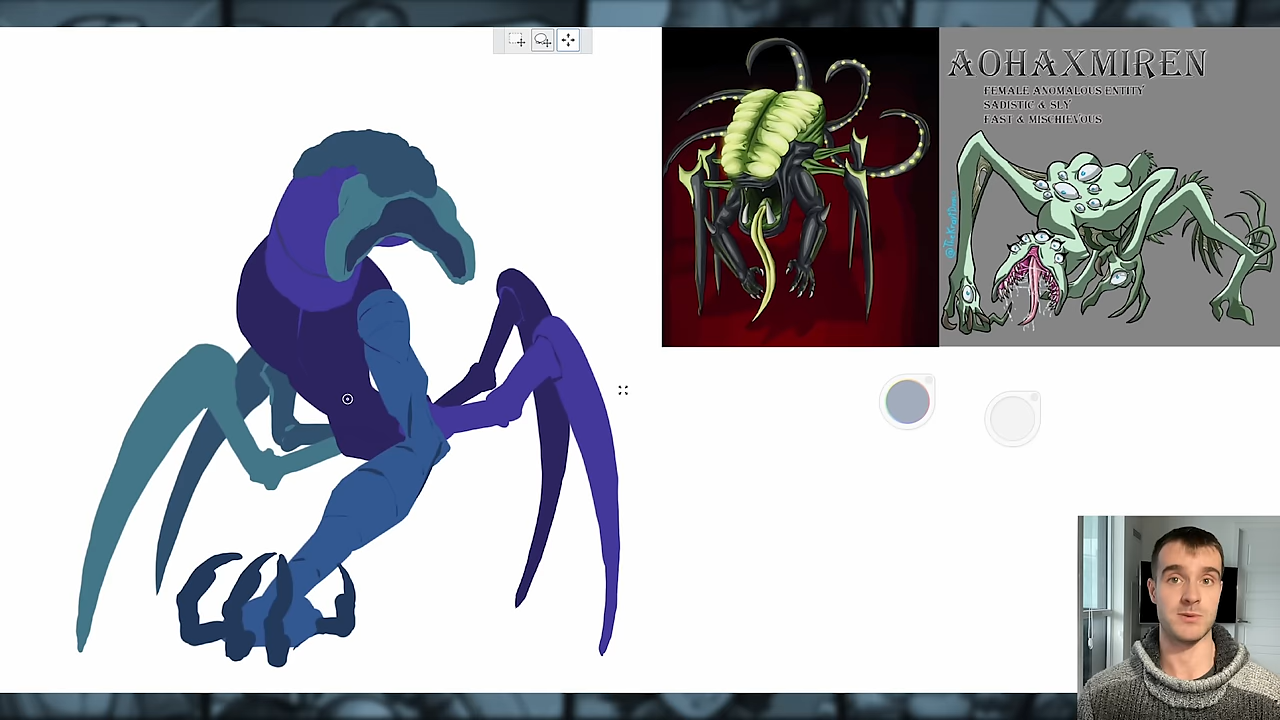 AOHAXMIREN
FEMALE ANOMALOUS ENTITY
SADISTIC & SLY
FAST & MISCHIEVOUS